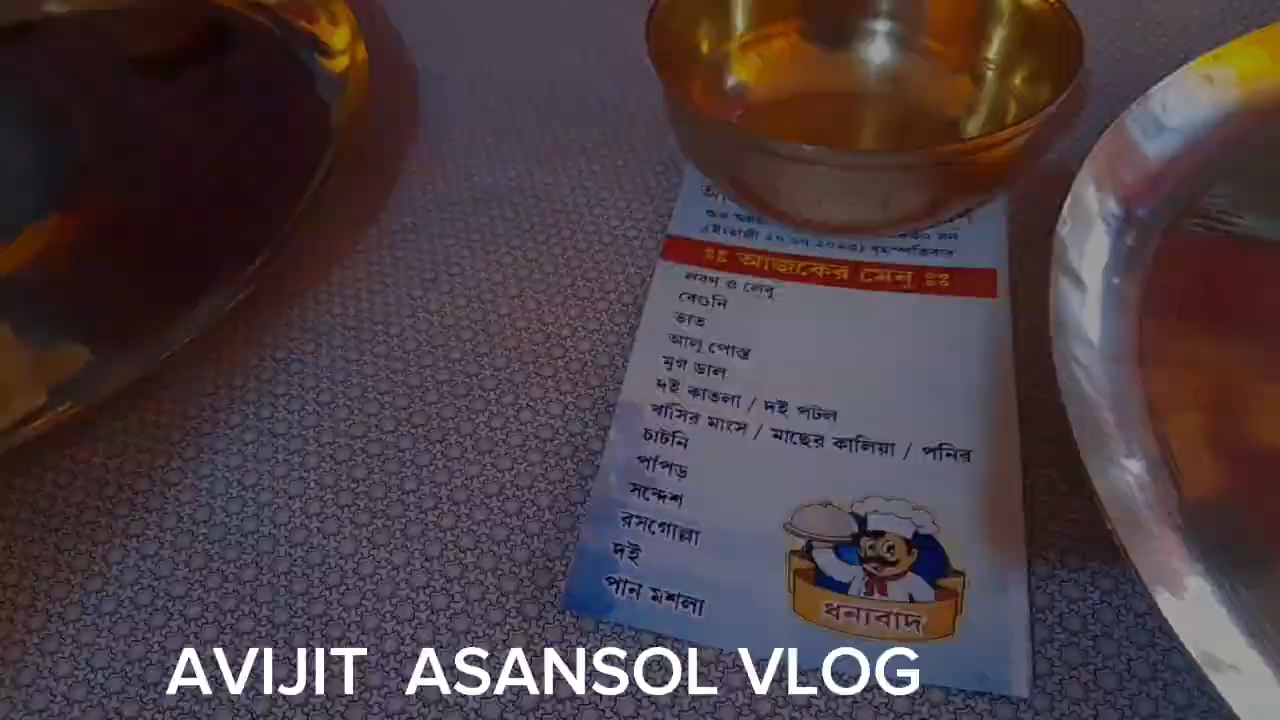 :: আজকের মেনু ::
লবণ ও লেবু
বেগুনি
ভাত
আলু পোস্ত
মুগ ডাল
দই কাতলা / দই পটল
খাসির মাংস / মাছের কালিয়া / পনির
চাটনি
পাঁপড়
সন্দেশ
রসগোল্লা
দই
পান মশলা
ধন্যবাদ
AVIJIT ASANSOL VLOG